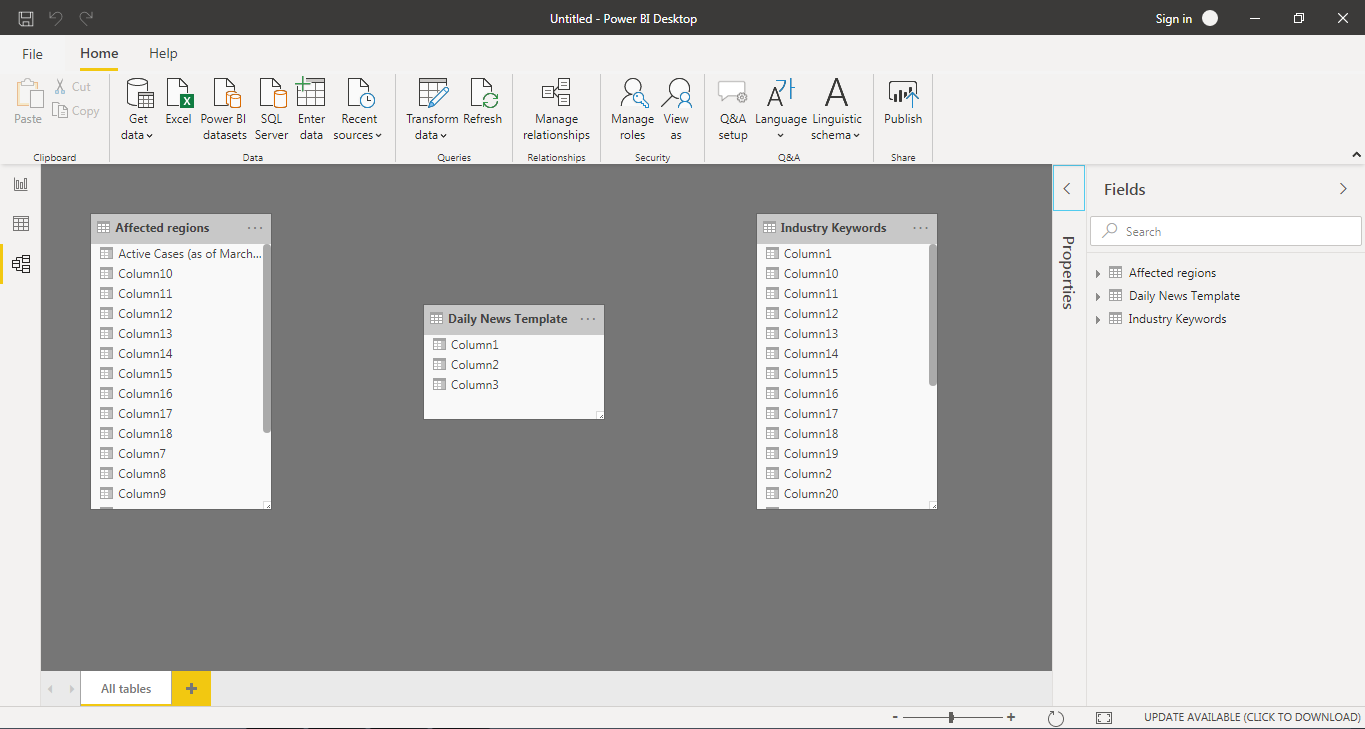 Untitled - Power BI Desktop
Sign in
File
Home
Help
Paste
Cut
Copy
Clipboard
Get data
Excel
Power BI datasets
SQL Server
Enter data
Recent sources
Data
Transform data
Refresh
Queries
Manage relationships
Relationships
Manage roles
View as
Security
Q&A setup
Language
Linguistic schema
Q&A
Publish
Share
Affected regions
Active Cases (as of March...
Column10
Column11
Column12
Column13
Column14
Column15
Column16
Column17
Column18
Column7
Column8
Column9
Daily News Template
Column1
Column2
Column3
Industry Keywords
Column1
Column10
Column11
Column12
Column13
Column14
Column15
Column16
Column17
Column18
Column19
Column2
Column20
Properties
Fields
Search
Affected regions
Daily News Template
Industry Keywords
All tables
UPDATE AVAILABLE (CLICK TO DOWNLOAD)